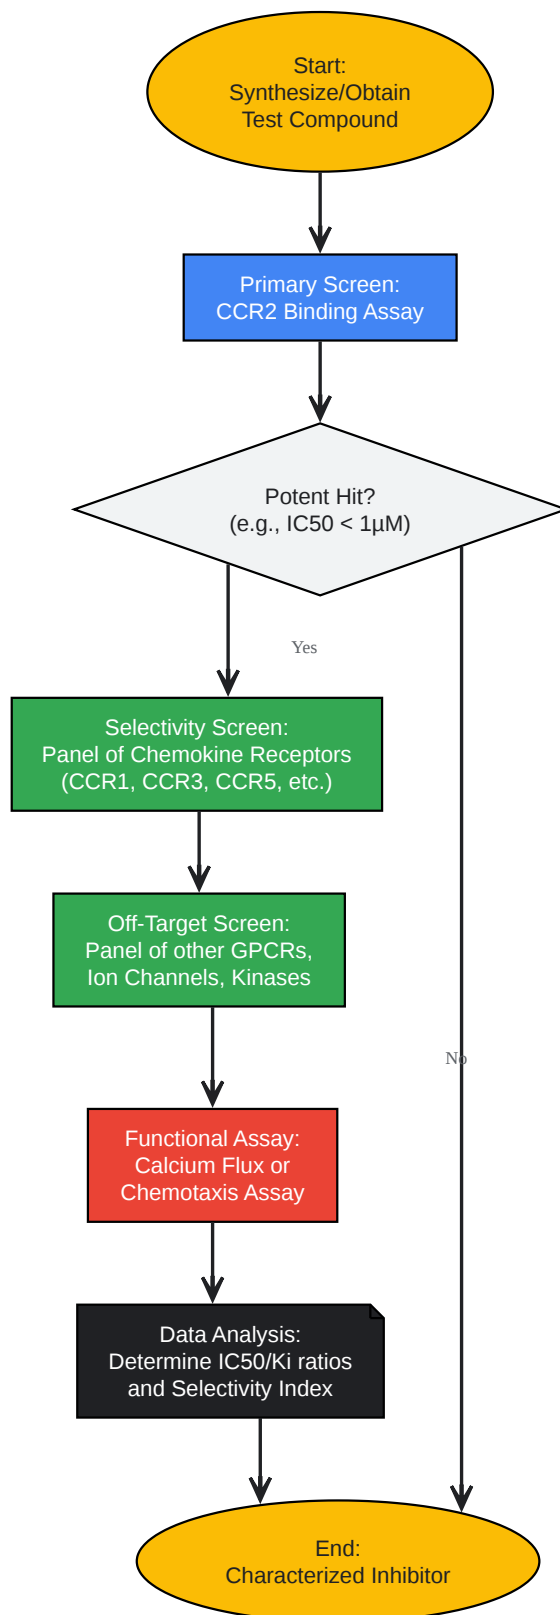 Start:
Synthesize/Obtain
Test Compound
Primary Screen:
CCR2 Binding Assay
Potent Hit?
(e.g., IC50 < 1µM)
Yes
Selectivity Screen:
Panel of Chemokine Receptors
(CCR1, CCR3, CCR5, etc.)
Off-Target Screen:
Panel of other GPCRs,
Ion Channels, Kinases
No
Functional Assay:
Calcium Flux or
Chemotaxis Assay
Data Analysis:
Determine IC50/Ki ratios
and Selectivity Index
End:
Characterized Inhibitor